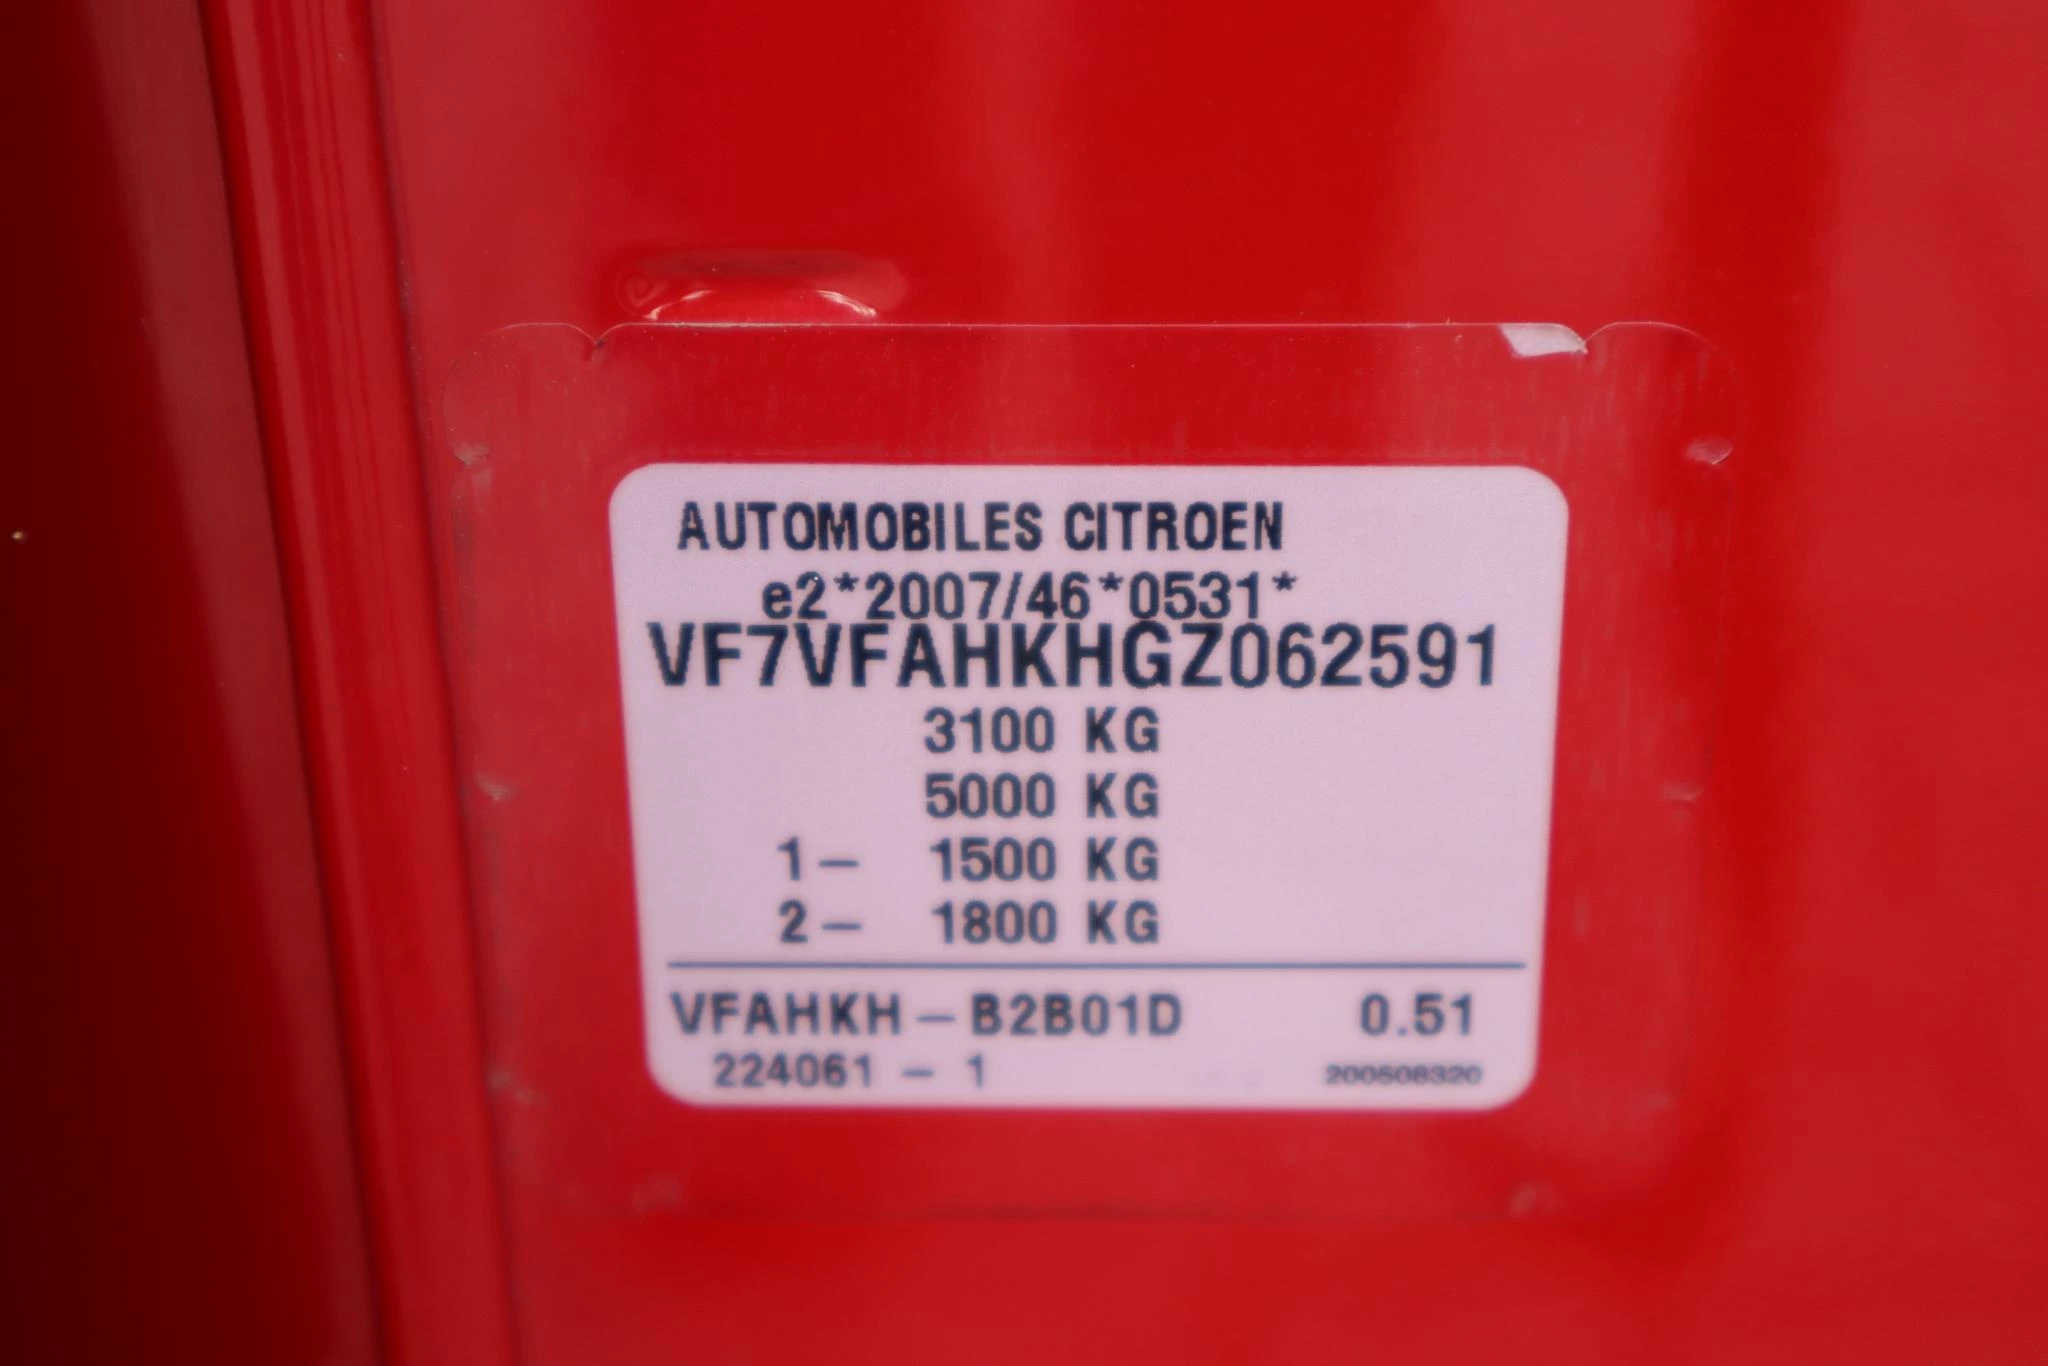 AUTOMOBILES CITROEN
e2*2007/46*0531*
VF7VFAHKHGZ062591
3100 KG
5000 KG
1– 1500 KG
2– 1800 KG
VFAHKH – B2B01D 0.51
224061 – 1 200508320